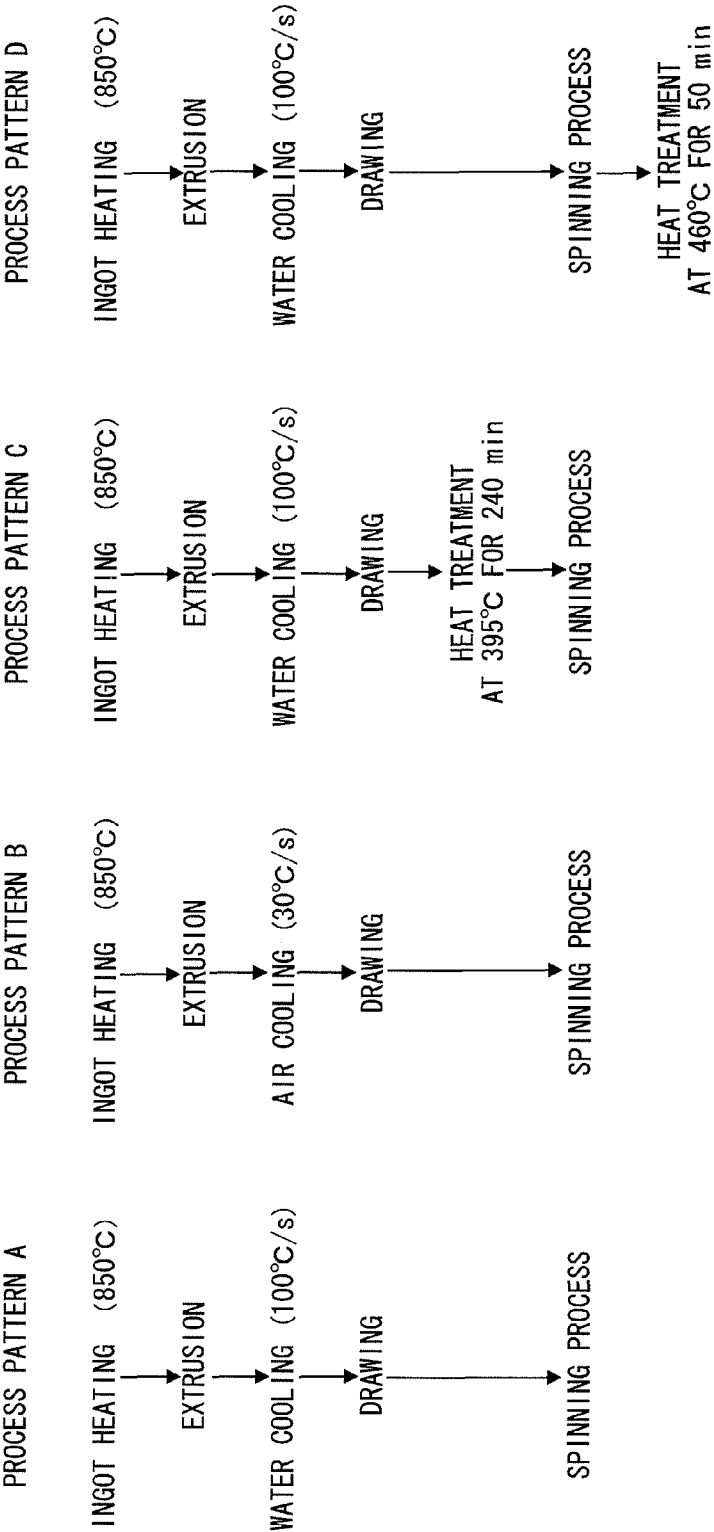 PROCESS PATTERN A
INGOT HEATING (850℃)
EXTRUSION
WATER COOLING (100℃/s)
DRAWING
SPINNING PROCESS
PROCESS PATTERN B
INGOT HEATING (850℃)
EXTRUSION
AIR COOLING (30℃/s)
DRAWING
SPINNING PROCESS
PROCESS PATTERN C
INGOT HEATING (850℃)
EXTRUSION
WATER COOLING (100℃/s)
DRAWING
HEAT TREATMENT
AT 395℃ FOR 240 min
SPINNING PROCESS
PROCESS PATTERN D
INGOT HEATING (850℃)
EXTRUSION
WATER COOLING (100℃/s)
DRAWING
SPINNING PROCESS
HEAT TREATMENT
AT 460℃ FOR 50 min